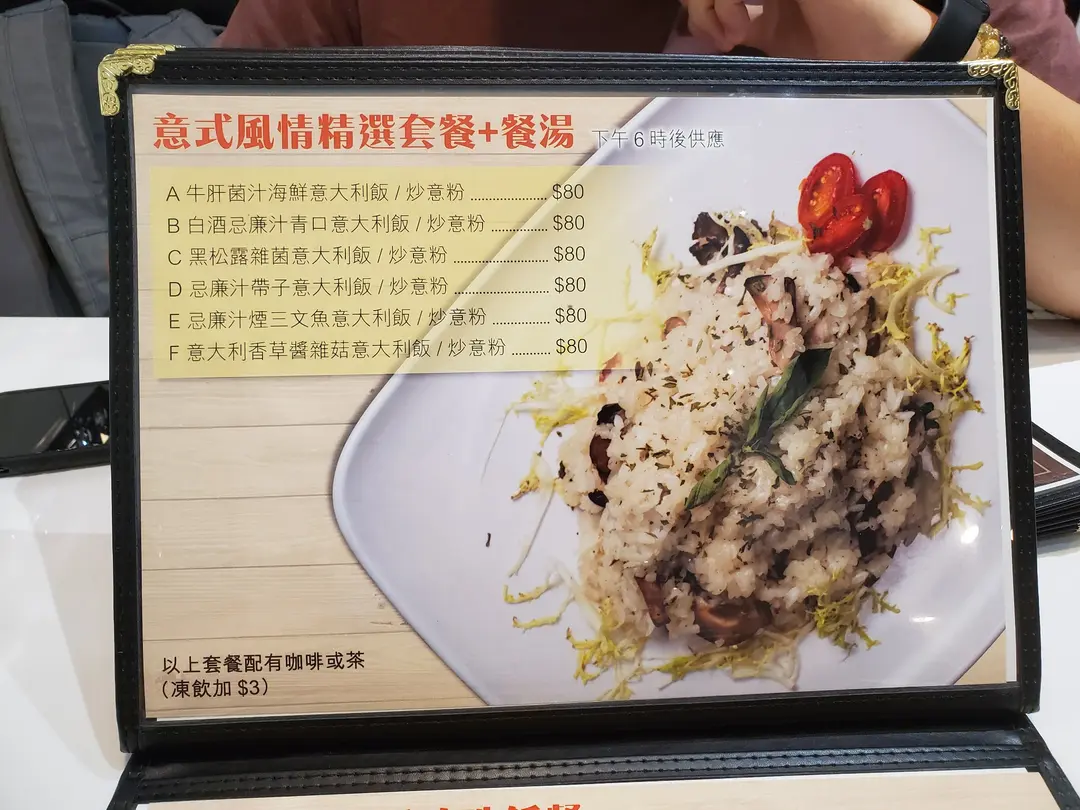 意式風情精選套餐+餐湯 下午 6 時後供應
A 牛肝菌汁海鮮意大利飯 / 炒意粉 .................... $80
B 白酒忌廉汁青口意大利飯 / 炒意粉 ............... $80
C 黑松露雜菌意大利飯 / 炒意粉 ......................... $80
D 忌廉汁帶子意大利飯 / 炒意粉 ......................... $80
E 忌廉汁煙三文魚意大利飯 / 炒意粉 ............... $80
F 意大利香草醬雜菇意大利飯 / 炒意粉 .......... $80
以上套餐配有咖啡或茶
（凍飲加 $3）